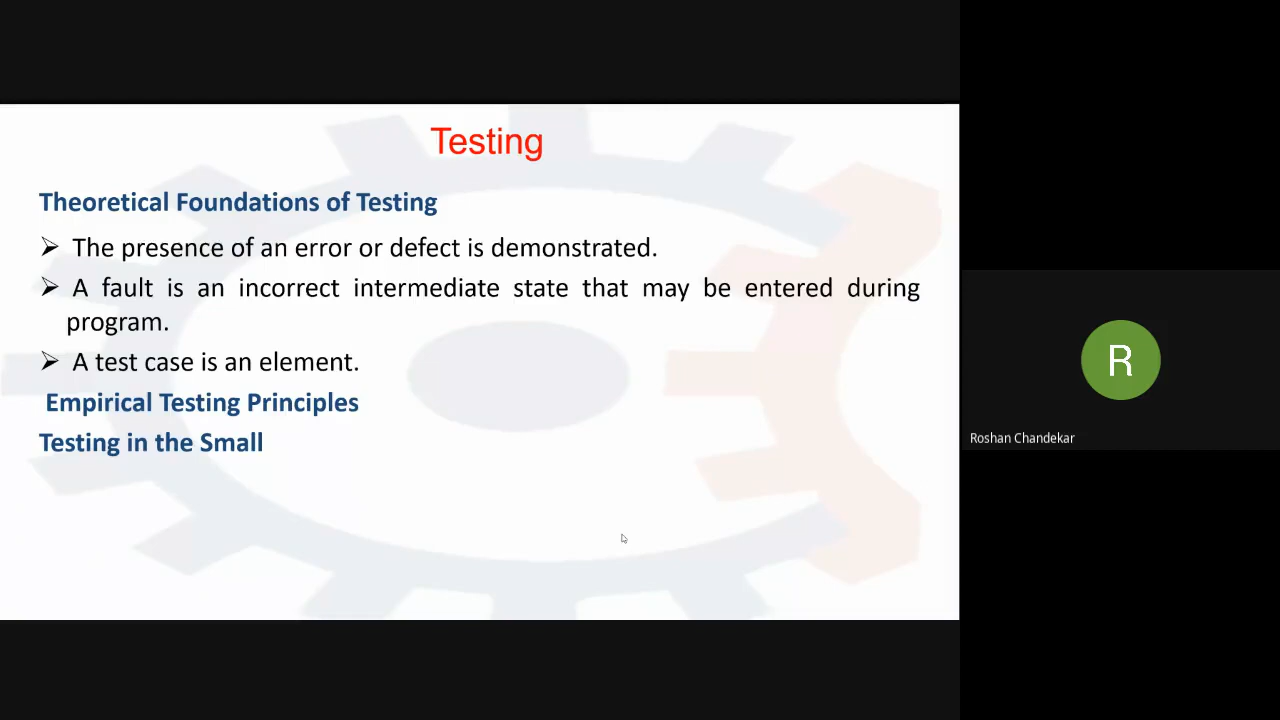 Testing
Theoretical Foundations of Testing
➢ The presence of an error or defect is demonstrated.
➢ A fault is an incorrect intermediate state that may be entered during
program.
➢ A test case is an element.
Empirical Testing Principles
Testing in the Small
R
Roshan Chandekar